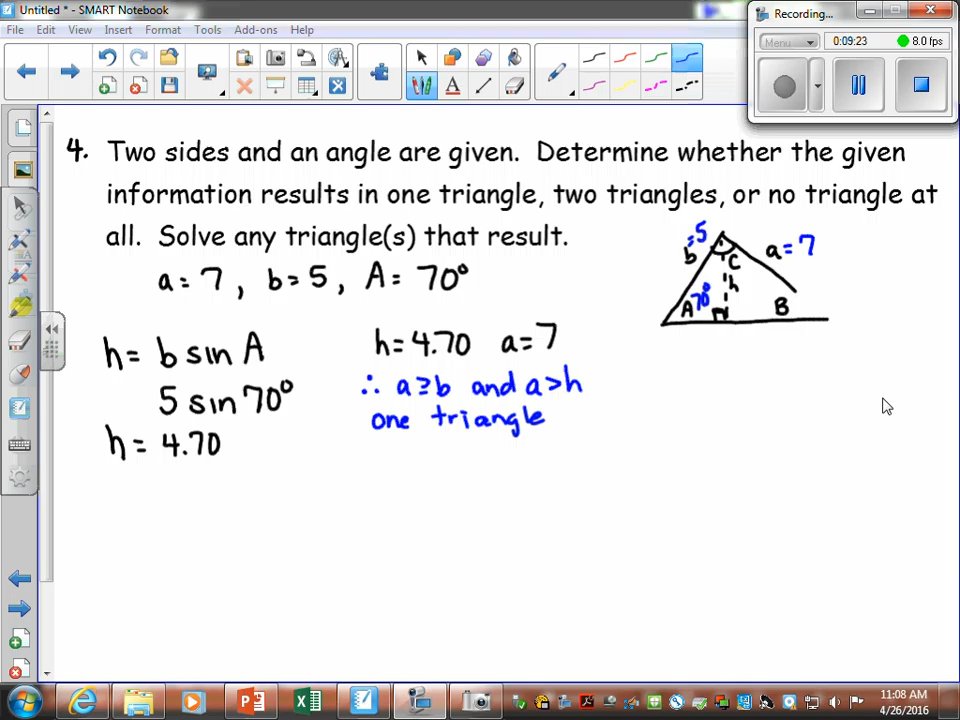 Untitled * - SMART Notebook
File Edit View Insert Format Tools Add-ons Help
Recording...
Menu
00:09:23
8.0 fps
4. Two sides and an angle are given. Determine whether the given
information results in one triangle, two triangles, or no triangle at
all. Solve any triangle(s) that result.
a = 7 , b = 5 , A = 70°
b = 5
a = 7
C
h
A 70°
B
h = b sin A
5 sin 70°
h = 4.70
h = 4.70 a = 7
∴ a ≥ b and a > h
one triangle
11:08 AM
4/26/2016